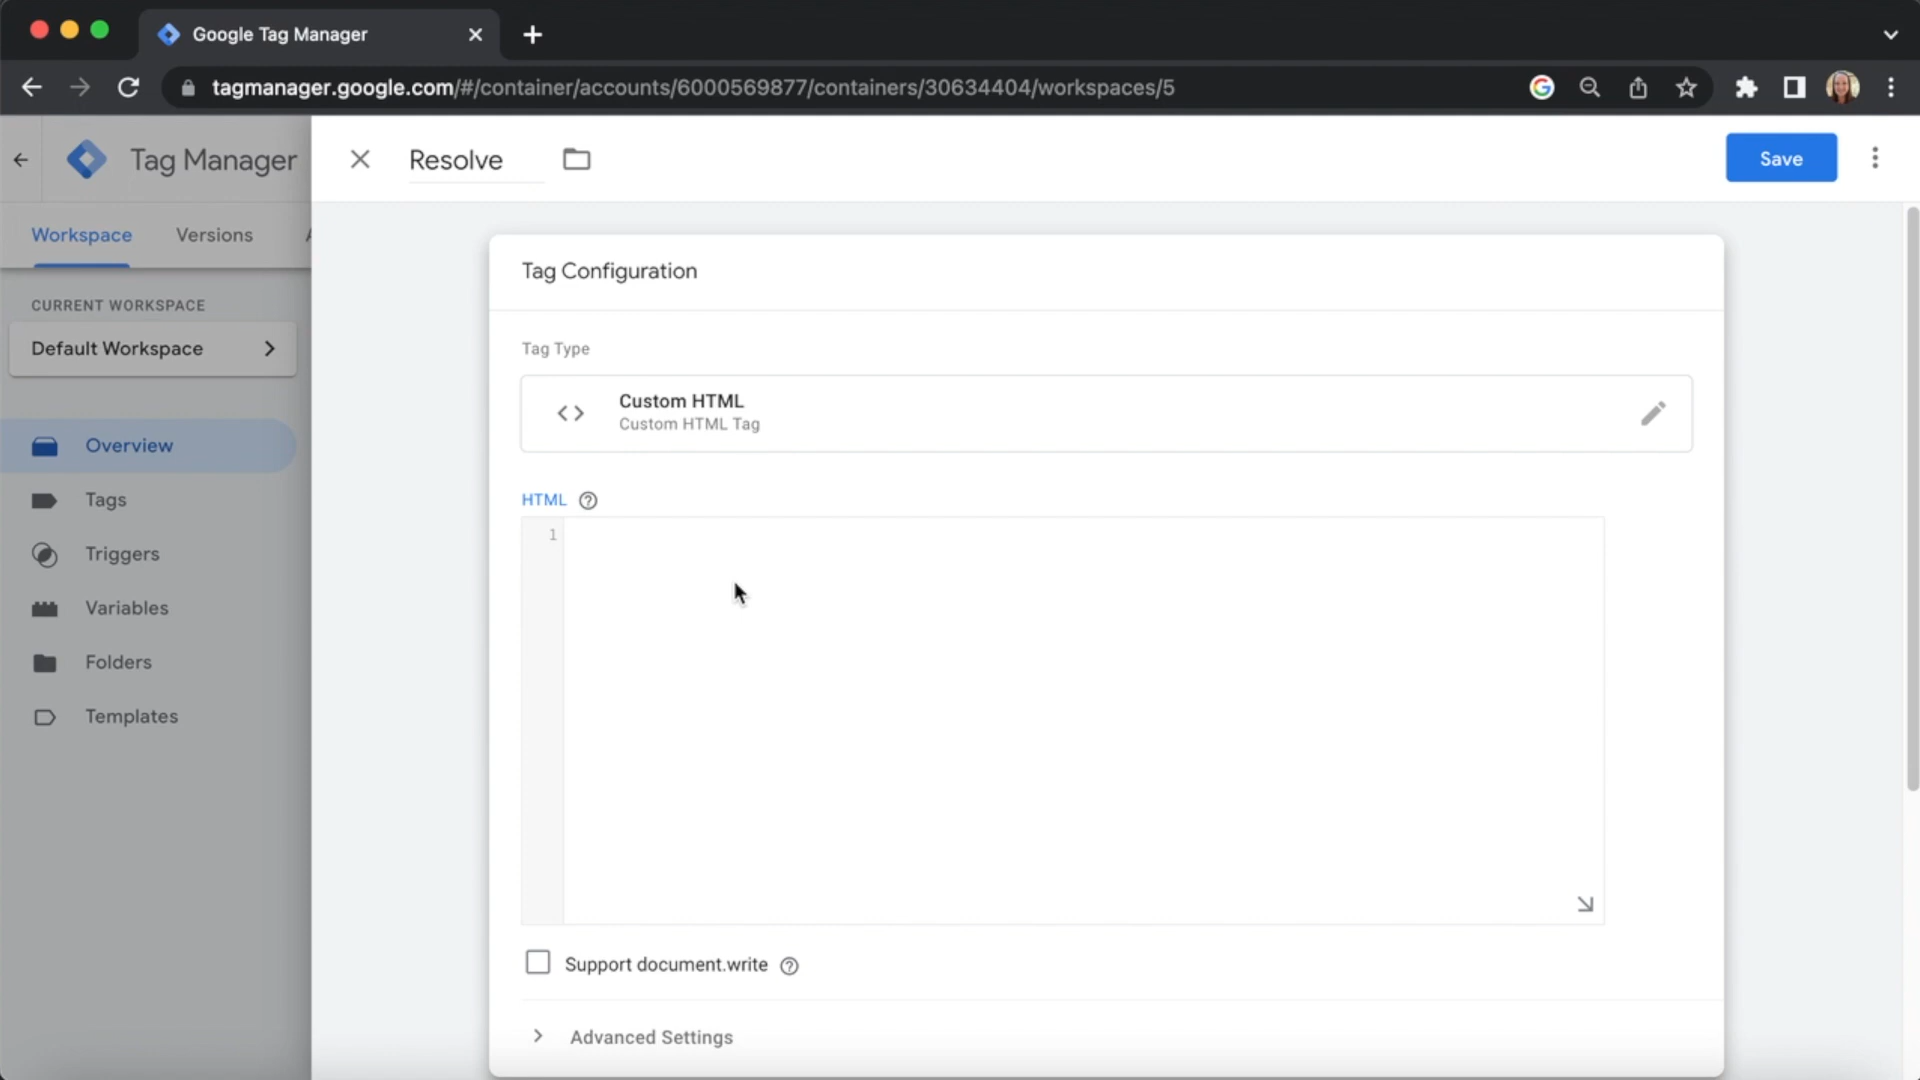 Google Tag Manager
tagmanager.google.com/#/container/accounts/6000569877/containers/30634404/workspaces/5
Tag Manager
Resolve
Save
Workspace
Versions
CURRENT WORKSPACE
Default Workspace
Overview
Tags
Triggers
Variables
Folders
Templates
Tag Configuration
Tag Type
Custom HTML
Custom HTML Tag
HTML
1
Support document.write
Advanced Settings